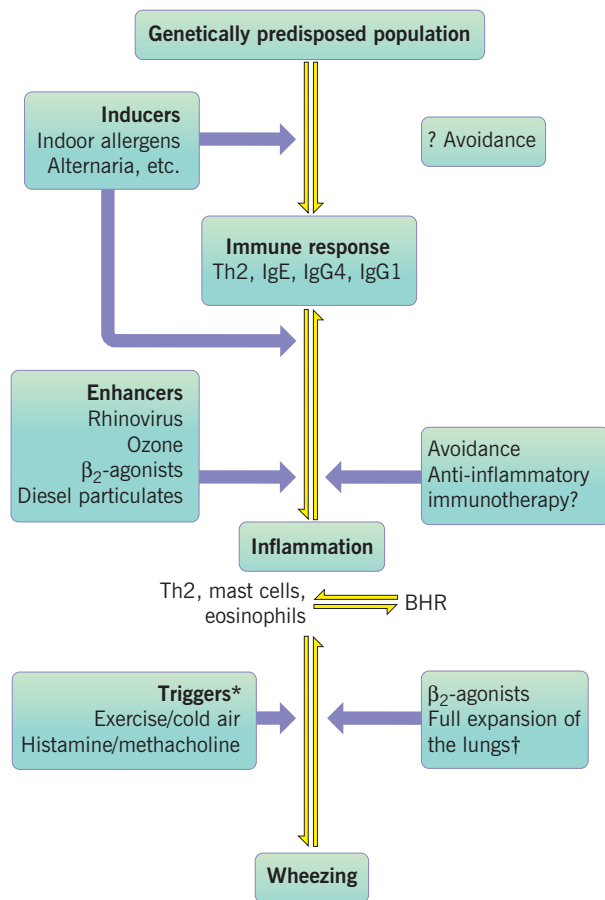 Genetically predisposed population
Inducers
Indoor allergens
Alternaria, etc.
? Avoidance
Immune response
Th2, IgE, IgG4, IgG1
Enhancers
Rhinovirus
Ozone
β₂-agonists
Diesel particulates
Avoidance
Anti-inflammatory
immunotherapy?
Inflammation
Th2, mast cells,
eosinophils
BHR
Triggers*
Exercise/cold air
Histamine/methacholine
β₂-agonists
Full expansion of
the lungs†
Wheezing